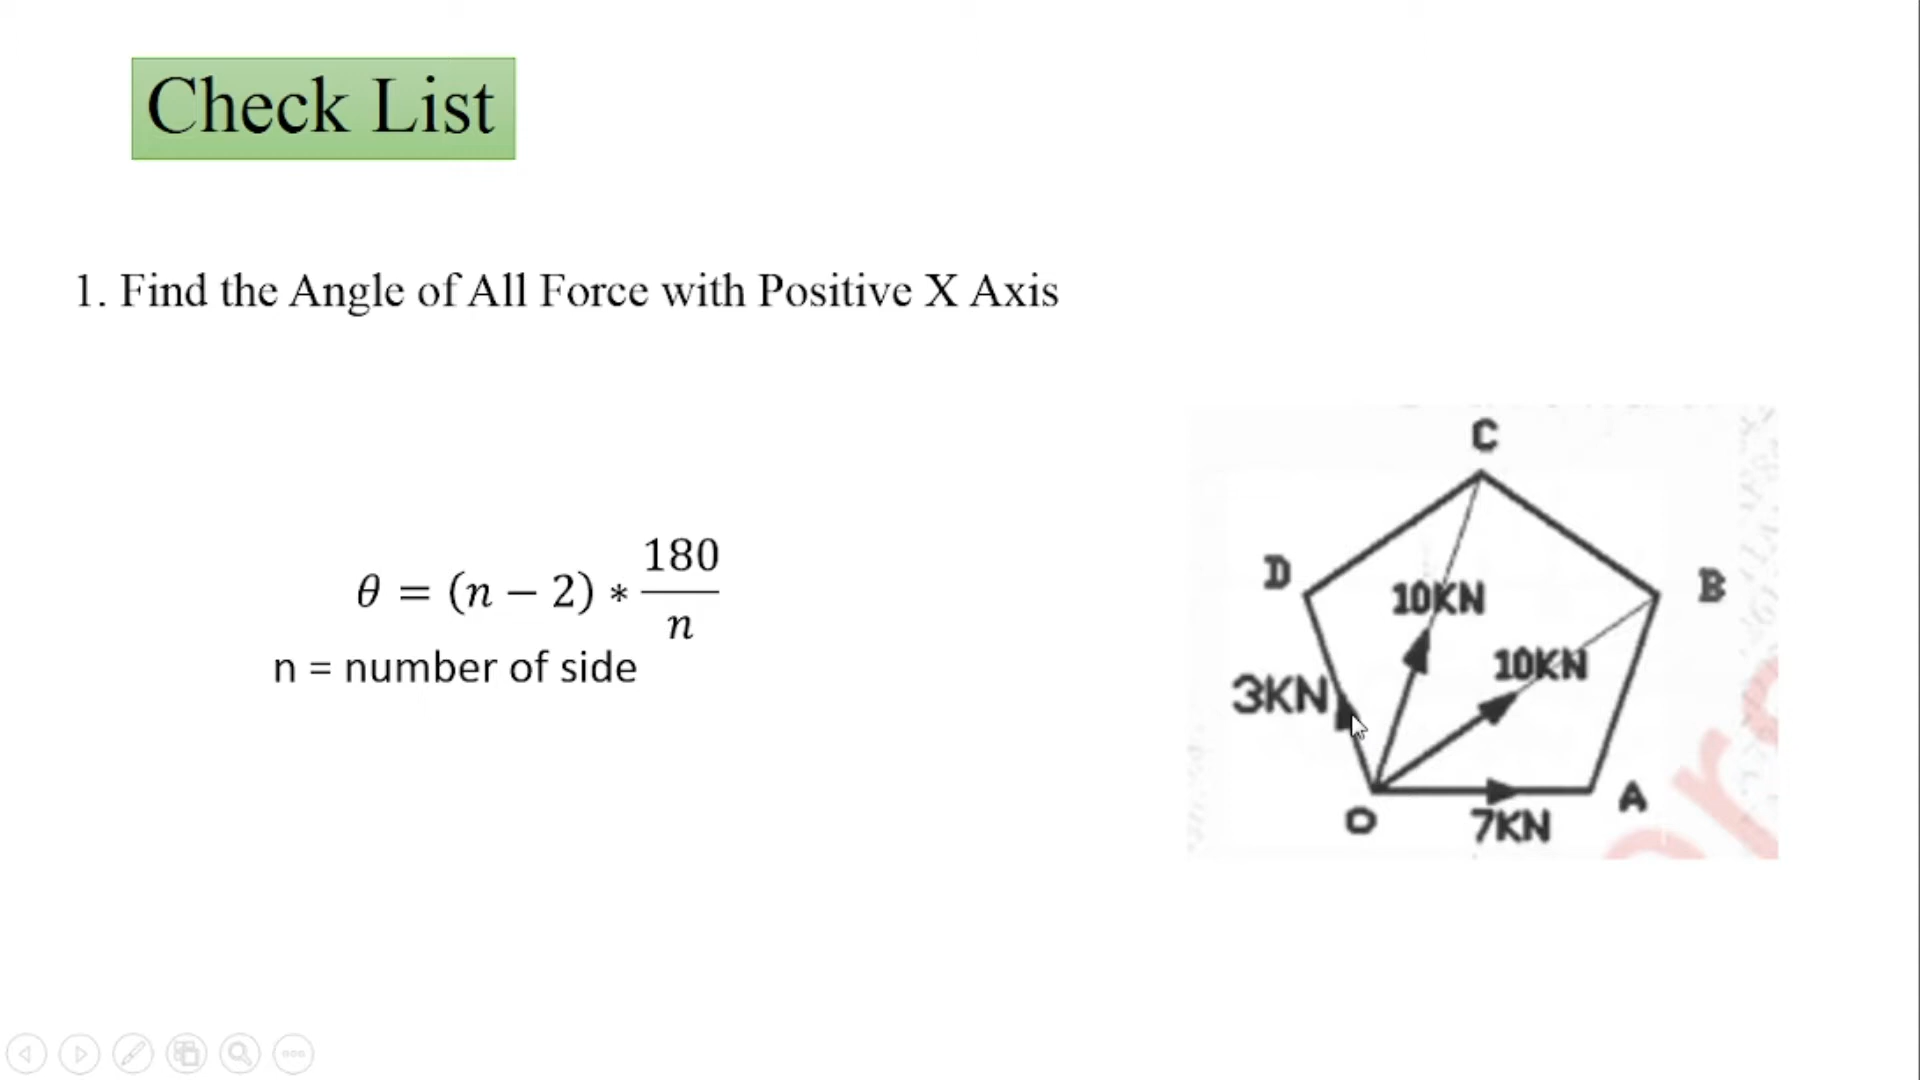 Check List
1. Find the Angle of All Force with Positive X Axis
θ = (n − 2) * 180/n
n = number of side
C
D
B
10KN
10KN
3KN
O
7KN
A